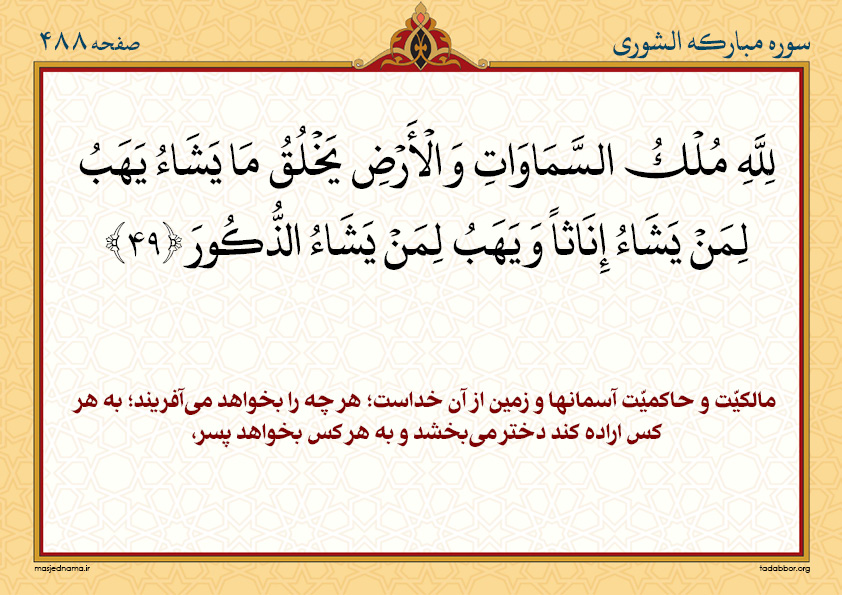 سوره مبارکه الشوری
صفحه ۴۸۸
لِلَّهِ مُلْكُ السَّمَاوَاتِ وَالْأَرْضِ يَخْلُقُ مَا يَشَاءُ يَهَبُ
لِمَنْ يَشَاءُ إِنَاثاً وَيَهَبُ لِمَنْ يَشَاءُ الذُّكُورَ ﴿۴۹﴾
مالکیّت و حاکمیّت آسمانها و زمین از آن خداست؛ هر چه را بخواهد می‌آفریند؛ به هر
کس اراده کند دختر می‌بخشد و به هر کس بخواهد پسر،
masjednama.ir
tadabbor.org